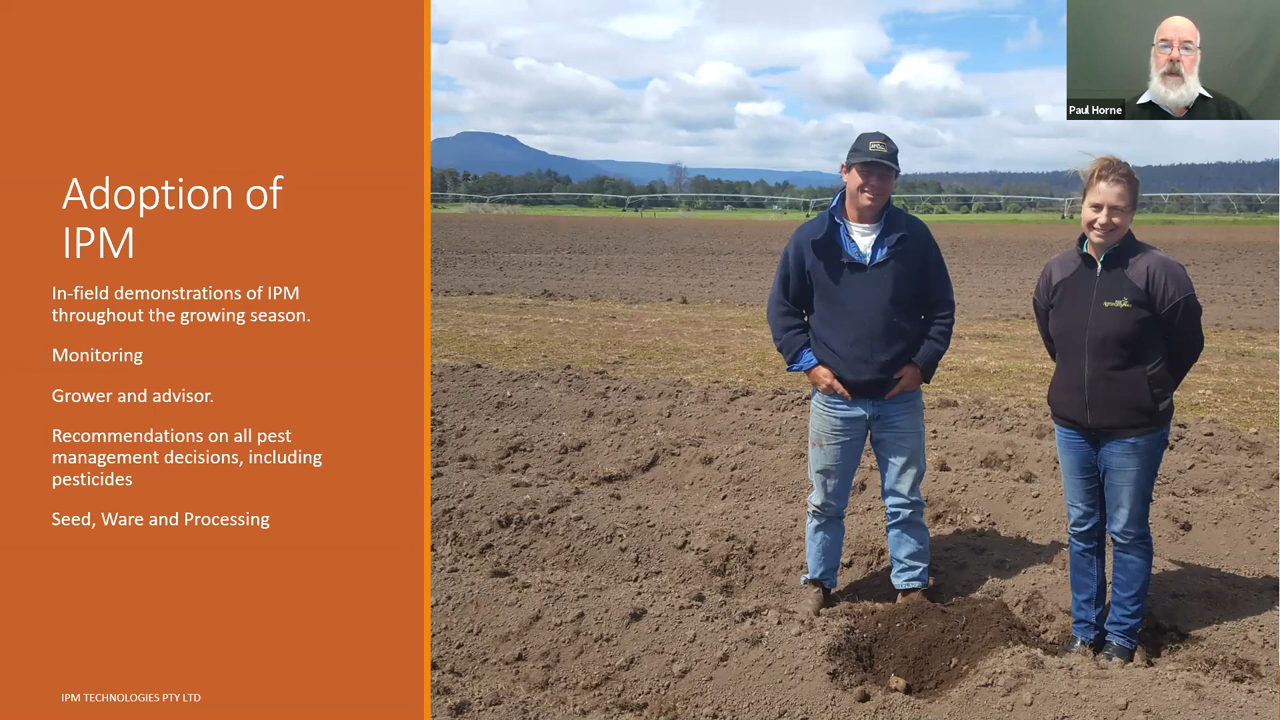 Adoption of
IPM
In-field demonstrations of IPM
throughout the growing season.
Monitoring
Grower and advisor.
Recommendations on all pest
management decisions, including
pesticides
Seed, Ware and Processing
IPM TECHNOLOGIES PTY LTD
Paul Horne